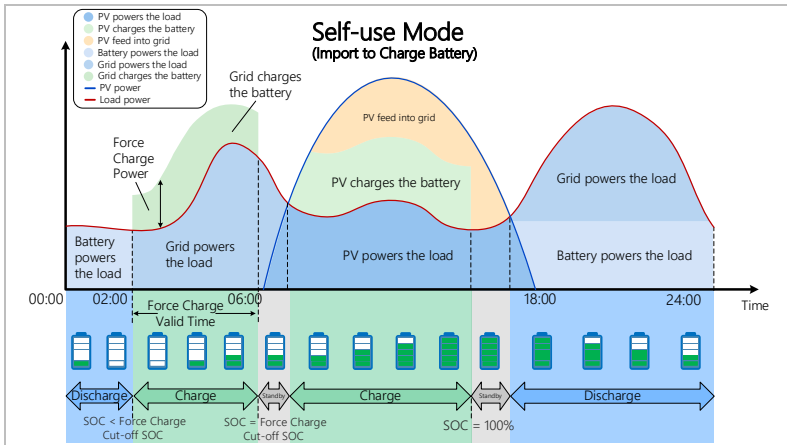 Self-use Mode
(Import to Charge Battery)
PV powers the load
PV charges the battery
PV feed into grid
Battery powers the load
Grid powers the load
Grid charges the battery
PV power
Load power
Grid charges
the battery
Force
Charge
Power
PV feed into grid
PV charges the battery
Grid powers the load
Battery
powers
the load
Grid powers
the load
PV powers the load
Battery powers the load
00:00
02:00
06:00
18:00
24:00
Time
Force Charge
Valid Time
Discharge
Charge
Standby
Charge
Standby
Discharge
SOC < Force Charge
Cut-off SOC
SOC = Force Charge
Cut-off SOC
SOC = 100%